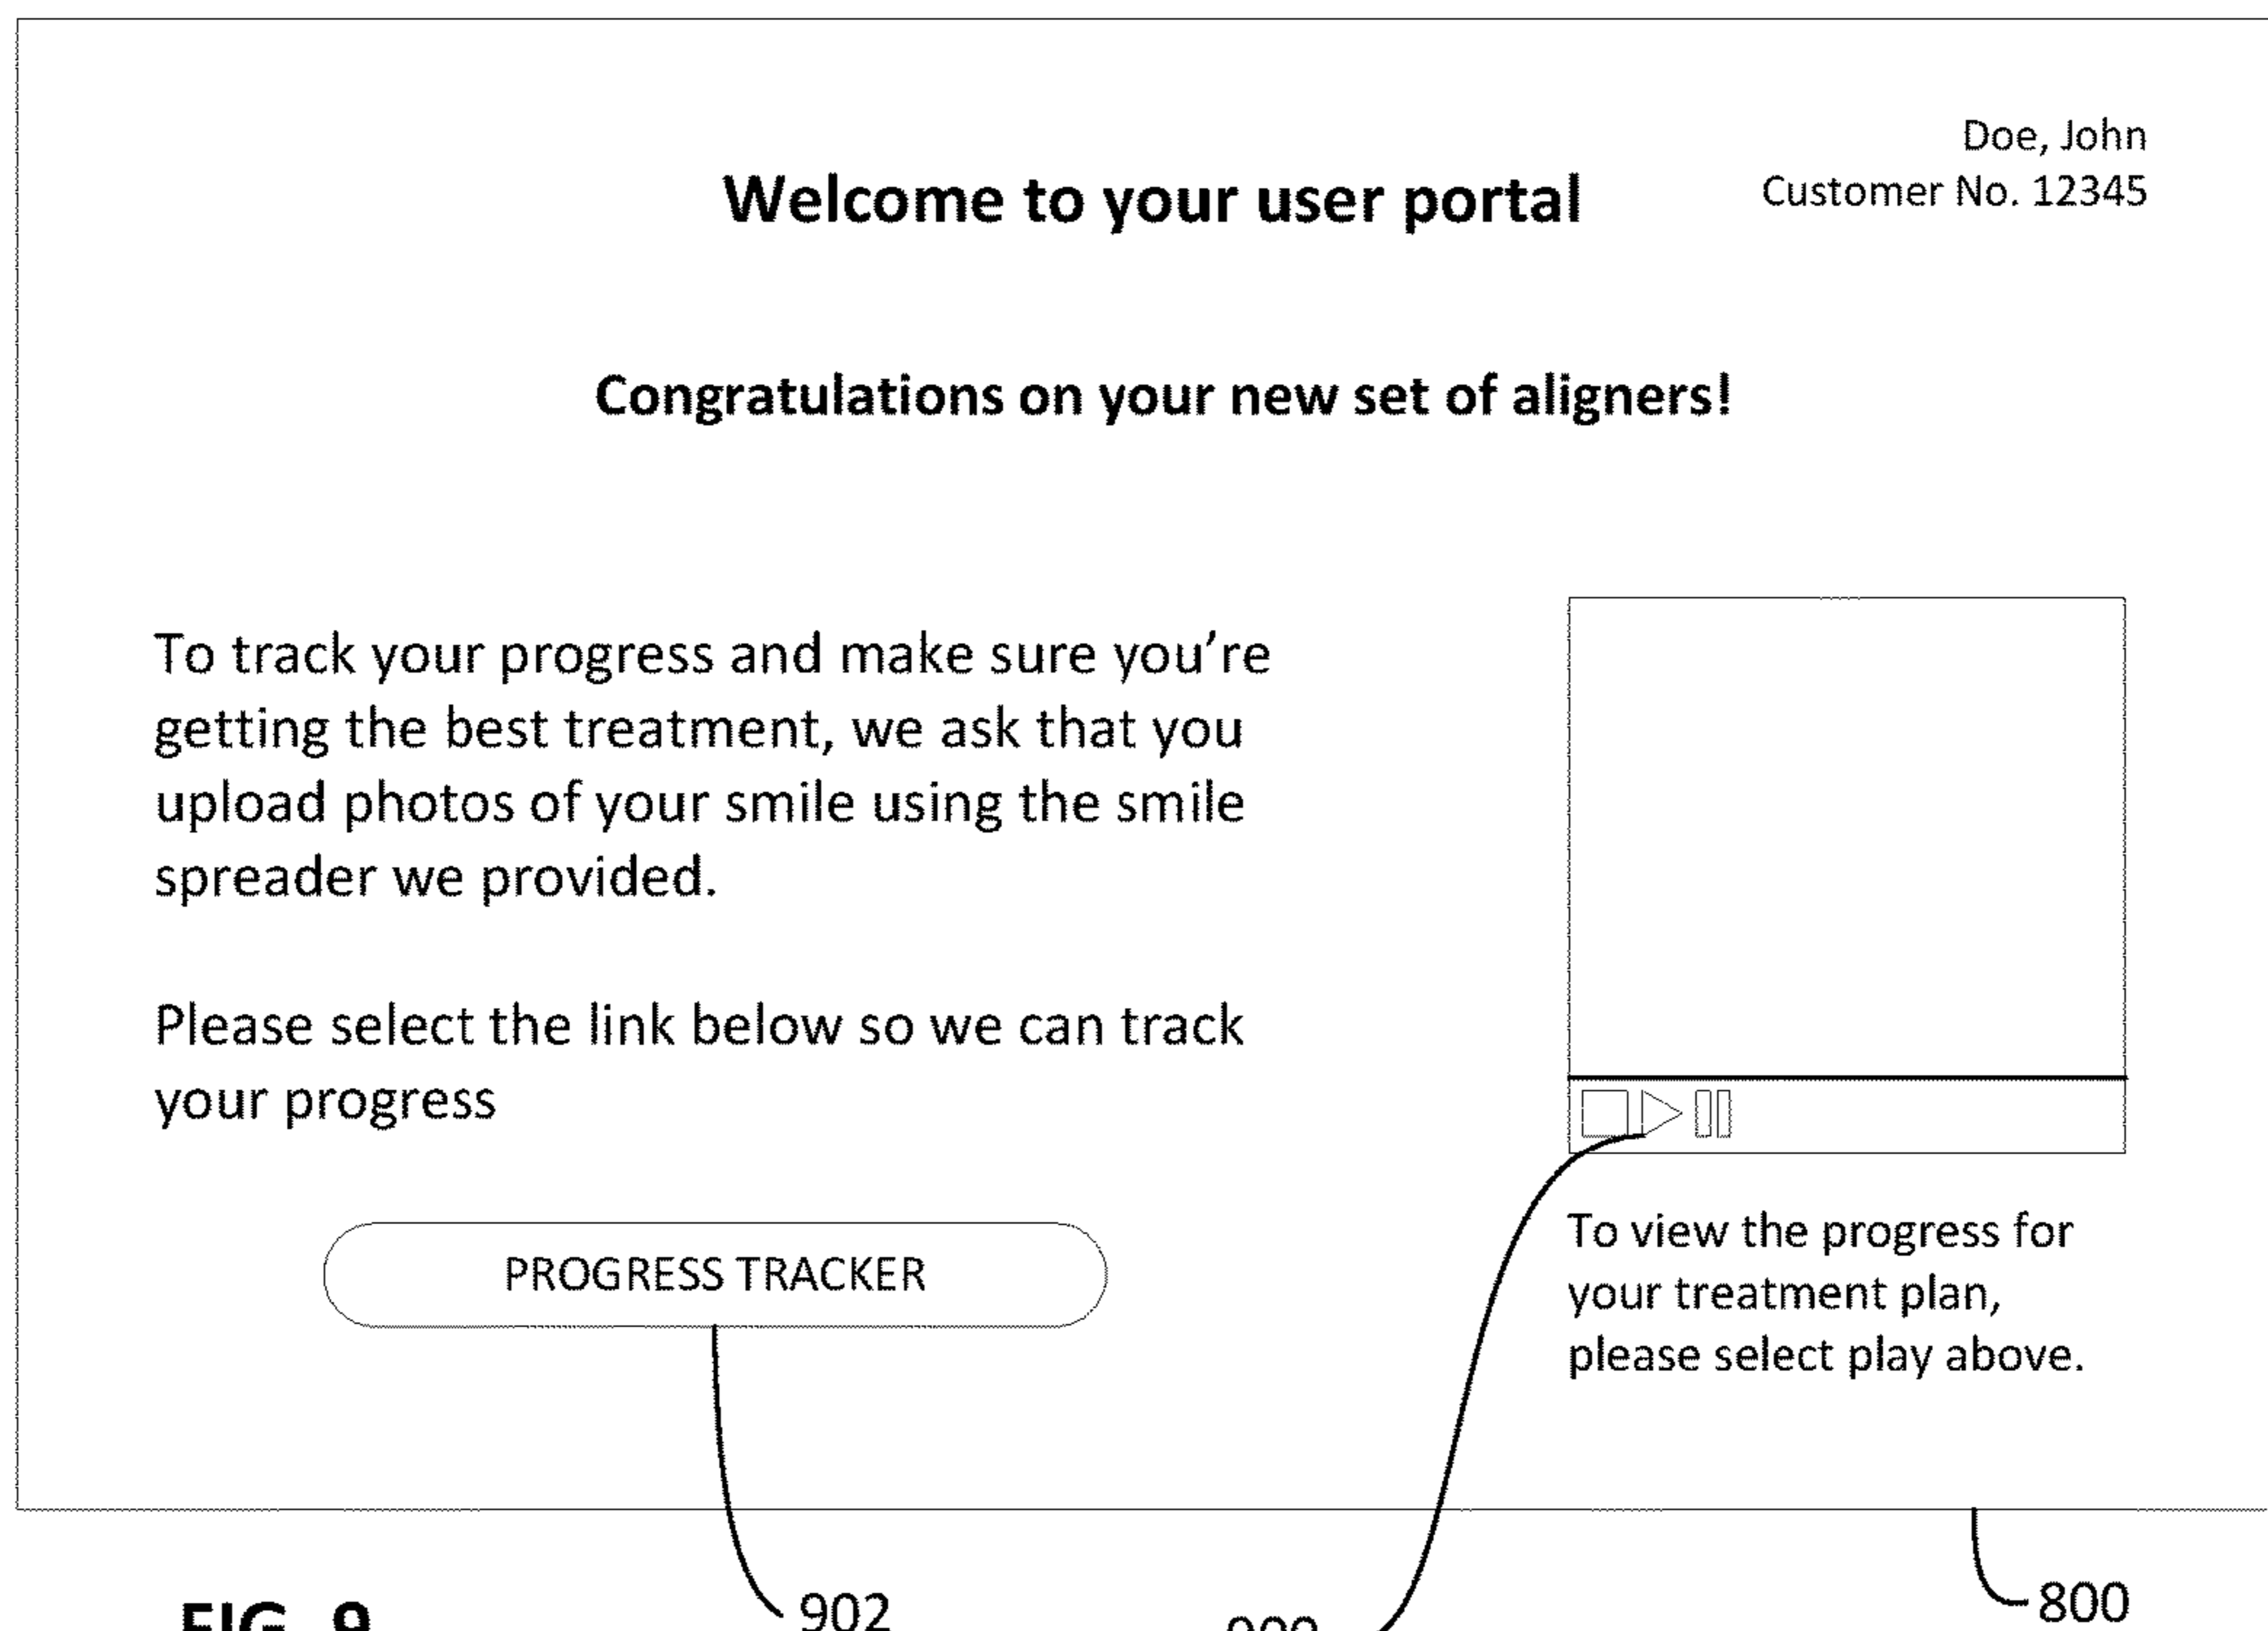 Doe, John
Customer No. 12345
Welcome to your user portal
Congratulations on your new set of aligners!
To track your progress and make sure you're
getting the best treatment, we ask that you
upload photos of your smile using the smile
spreader we provided.
Please select the link below so we can track
your progress
PROGRESS TRACKER
To view the progress for
your treatment plan,
please select play above.
800
902
FIG. 9